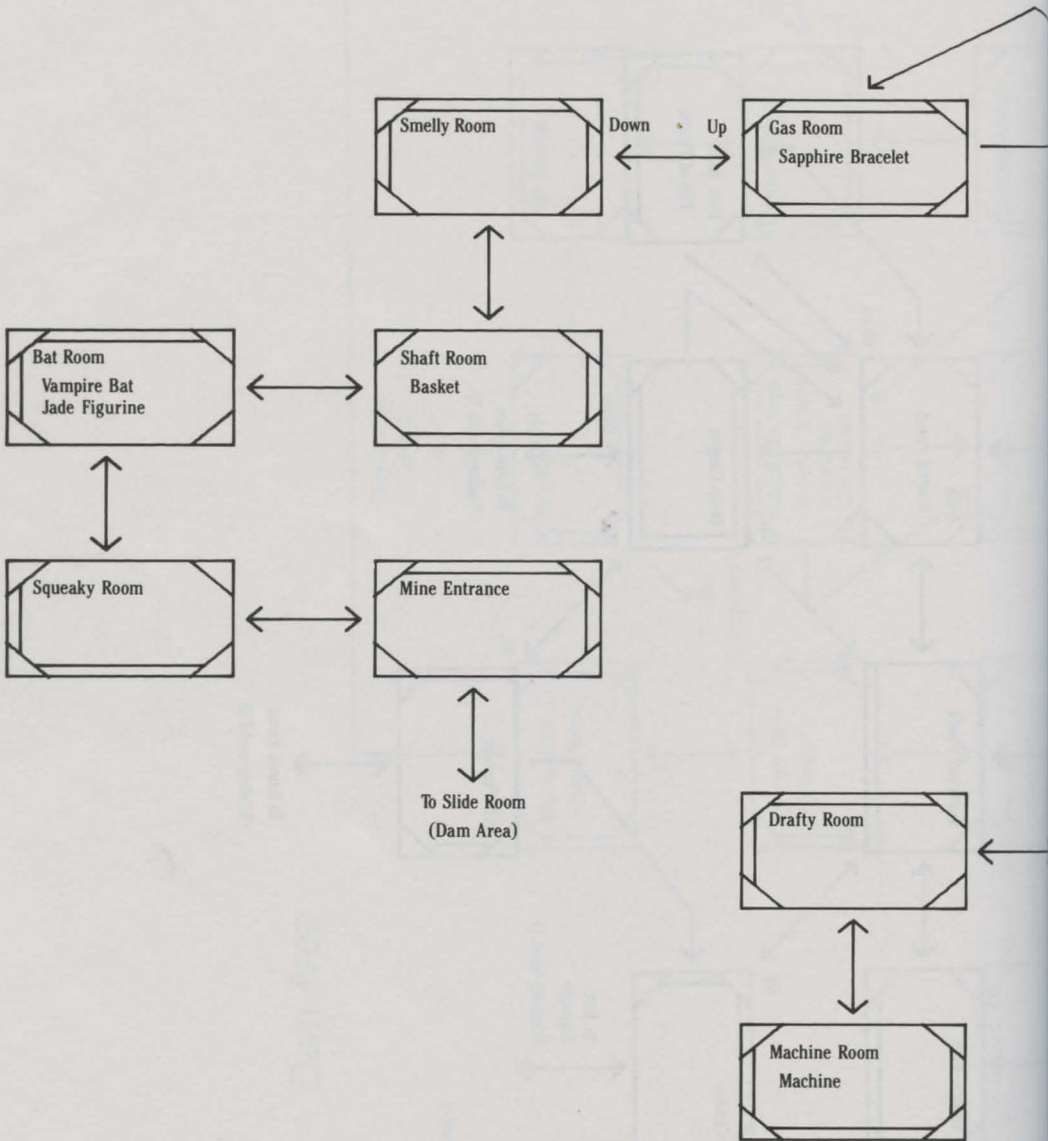 Smelly Room
Down
Up
Gas Room
Sapphire Bracelet
Bat Room
Vampire Bat
Jade Figurine
Shaft Room
Basket
Squeaky Room
Mine Entrance
To Slide Room
(Dam Area)
Drafty Room
Machine Room
Machine